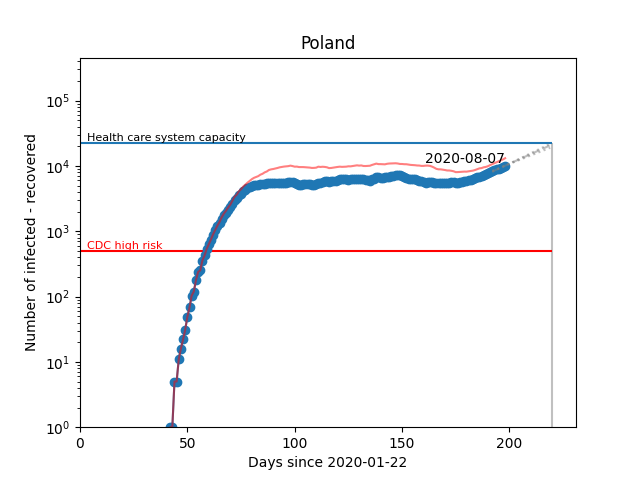 Poland
Number of infected - recovered
10^5
10^4
10^3
10^2
10^1
10^0
Health care system capacity
2020-08-07
CDC high risk
0 50 100 150 200
Days since 2020-01-22